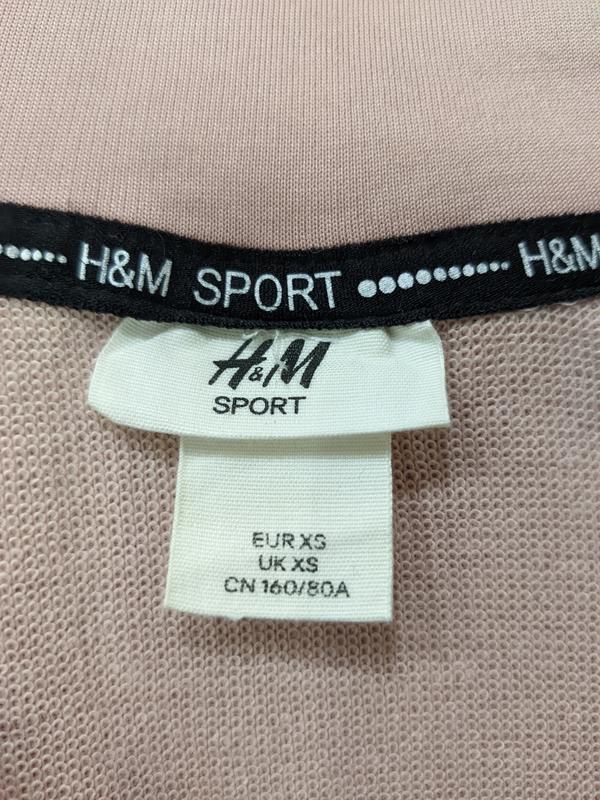 H&M SPORT H&M
H&M
SPORT
EUR XS
UK XS
CN 160/80A